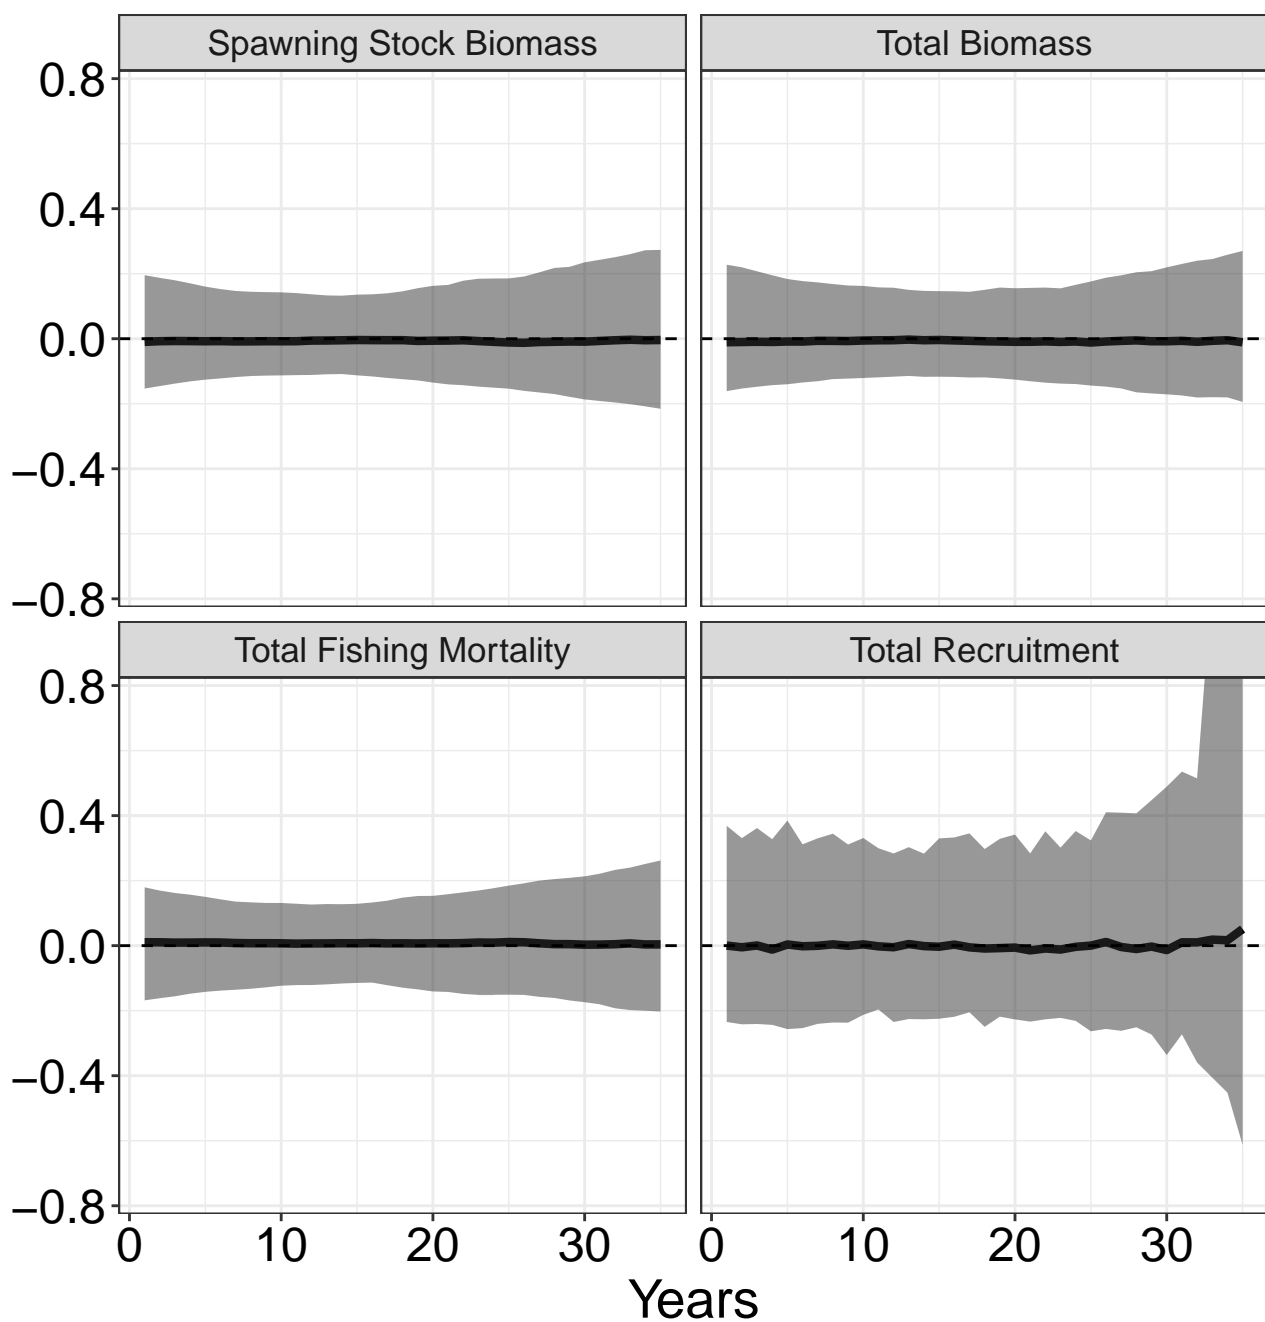 Spawning Stock Biomass
Total Biomass
0.8
0.4
0.0
−0.4
−0.8
Total Fishing Mortality
Total Recruitment
0.8
0.4
0.0
−0.4
−0.8
0 10 20 30
0 10 20 30
Years